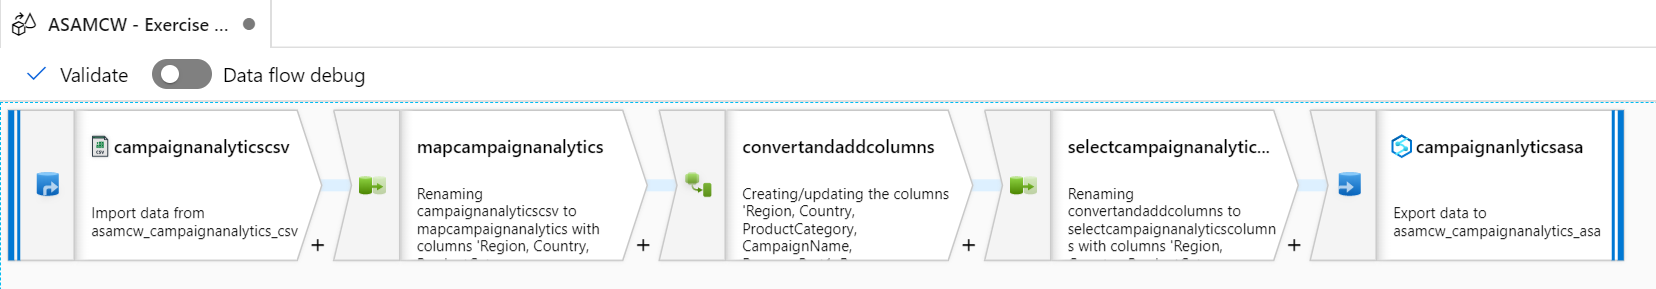 ASAMCW - Exercise ...
Validate
Data flow debug
campaignanalyticscsv
Import data from
asamcw_campaignanalytics_csv
+
mapcampaignanalytics
Renaming
campaignanalyticscsv to
mapcampaignanalytics with
columns 'Region, Country,
+
convertandaddcolumns
Creating/updating the columns
'Region, Country,
ProductCategory,
CampaignName,
+
selectcampaignanalytic...
Renaming
convertandaddcolumns to
selectcampaignanalyticscolumn
s with columns 'Region,
+
campaignanlyticsasa
Export data to
asamcw_campaignanalytics_asa